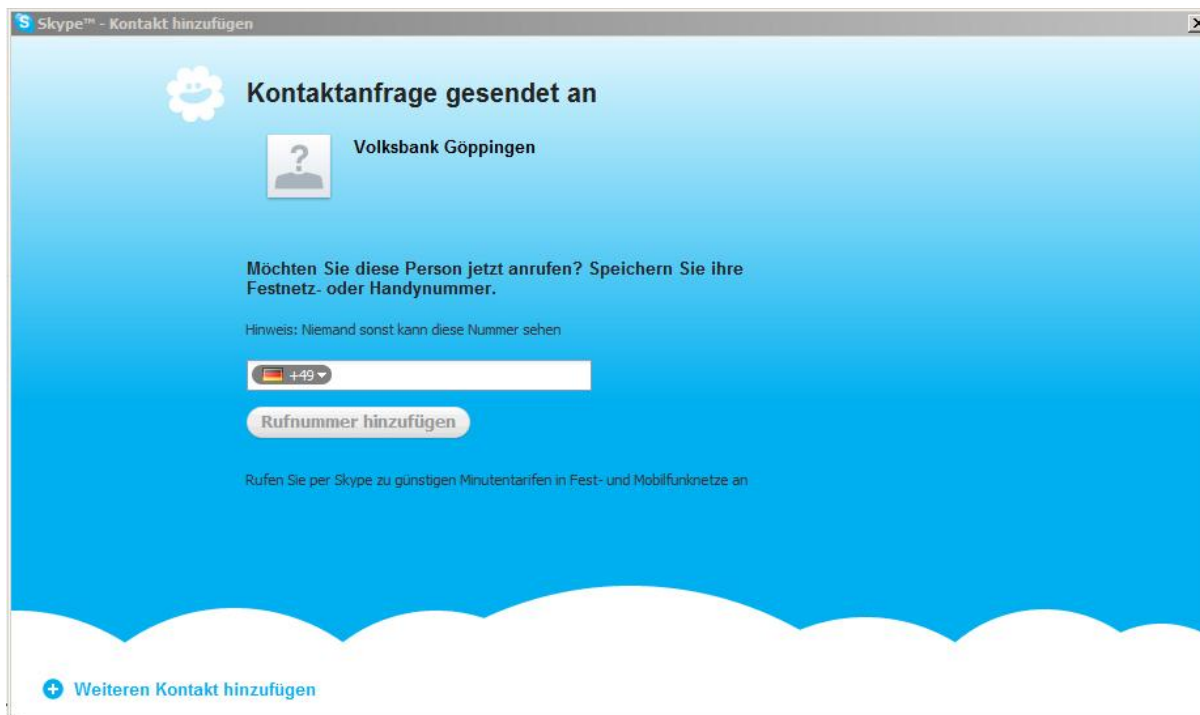 Skype™ - Kontakt hinzufügen
Kontaktanfrage gesendet an
Volksbank Göppingen
Möchten Sie diese Person jetzt anrufen? Speichern Sie ihre
Festnetz- oder Handynummer.
Hinweis: Niemand sonst kann diese Nummer sehen
+49
Rufnummer hinzufügen
Rufen Sie per Skype zu günstigen Minutentarifen in Fest- und Mobilfunknetze an
Weiteren Kontakt hinzufügen